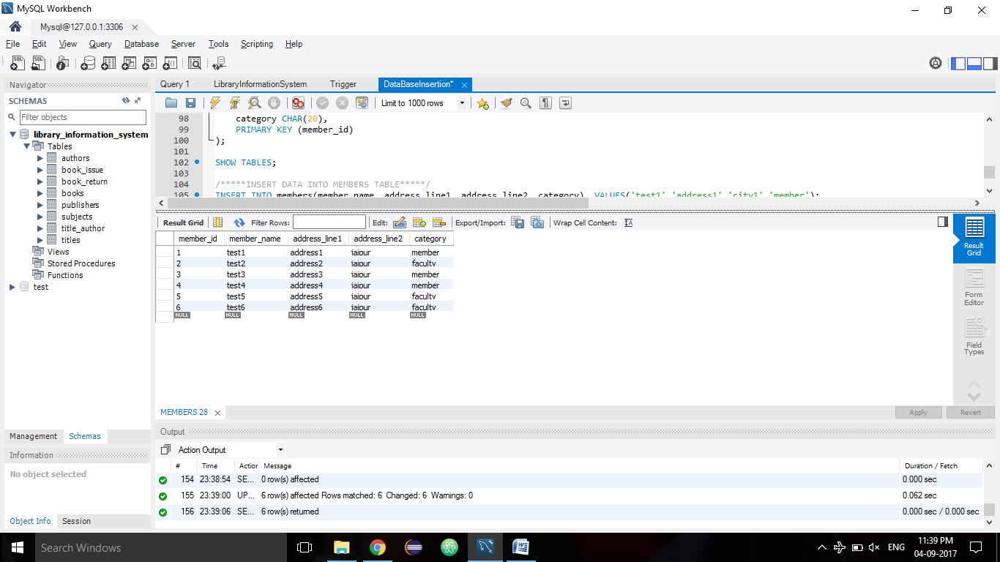 MySQL Workbench
Mysql@127.0.0.1:3306
File Edit View Query Database Server Tools Scripting Help
Navigator
SCHEMAS
Filter objects
library_information_system
Tables
authors
book_issue
book_return
books
publishers
subjects
title_author
titles
Views
Stored Procedures
Functions
test
Management Schemas
Information
No object selected
Object Info Session
Query 1 LibraryInformationSystem Trigger DataBaseInsertion*
Limit to 1000 rows
98 category CHAR(20),
99 PRIMARY KEY (member_id)
100 );
101
102 SHOW TABLES;
103
104 /*****INSERT DATA INTO MEMBERS TABLE*****/
105 INSERT INTO members(member_name, address_line1, address_line2, category) VALUES('test1','address1','city1','member');
Result Grid Filter Rows: Edit: Export/Import: Wrap Cell Content:
member_id member_name address_line1 address_line2 category
1 test1 address1 jaipur member
2 test2 address2 jaipur faculty
3 test3 address3 jaipur member
4 test4 address4 jaipur member
5 test5 address5 jaipur faculty
6 test6 address6 jaipur faculty
NULL NULL NULL NULL NULL
Result
Grid
Form
Editor
Field
Types
MEMBERS 28
Apply Revert
Output
Action Output
# Time Action Message Duration / Fetch
154 23:38:54 SE... 0 row(s) affected 0.000 sec
155 23:39:00 UP... 6 row(s) affected Rows matched: 6 Changed: 6 Warnings: 0 0.062 sec
156 23:39:06 SE... 6 row(s) returned 0.000 sec / 0.000 sec
Search Windows
ENG
11:39 PM
04-09-2017